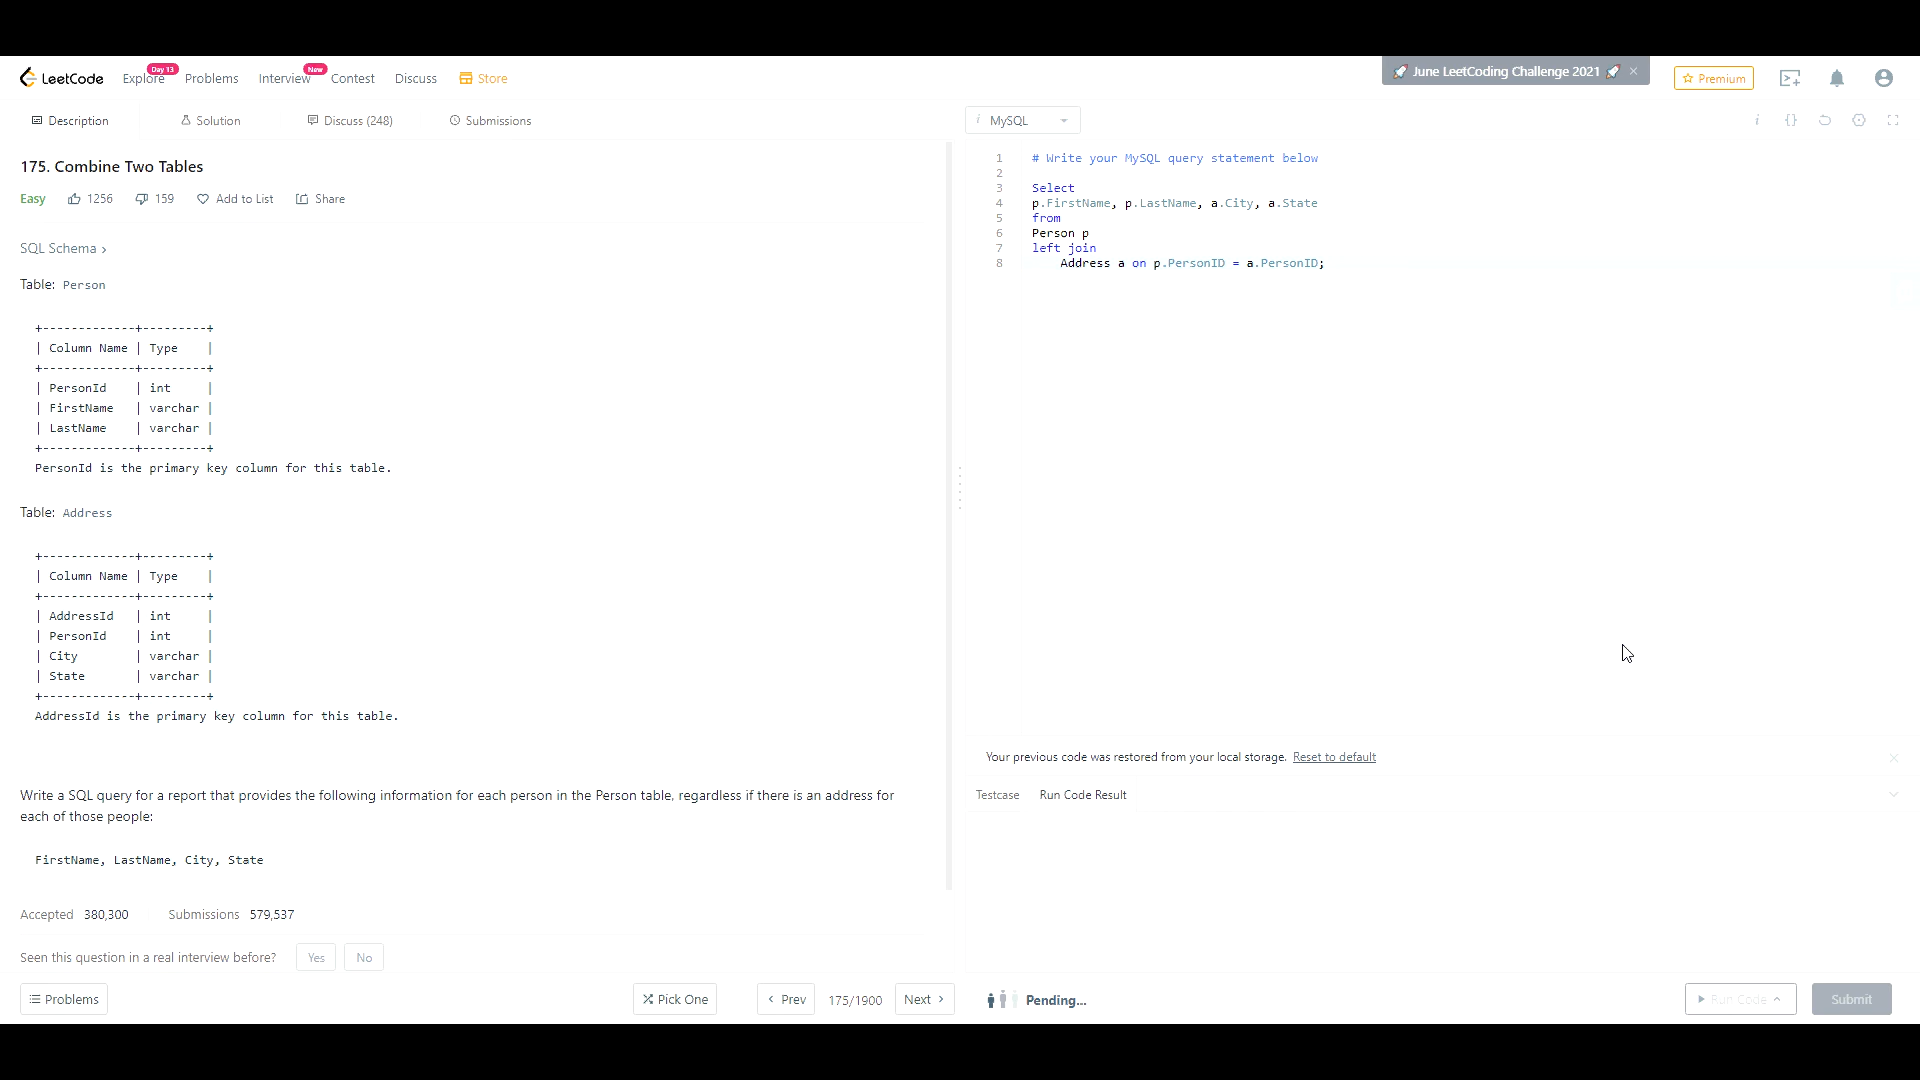 LeetCode Explore Day 13 Problems Interview New Contest Discuss Store June LeetCoding Challenge 2021 Premium
Description Solution Discuss (248) Submissions
175. Combine Two Tables
Easy 1256 159 Add to List Share
SQL Schema
Table: Person
+-------------+---------+
| Column Name | Type    |
+-------------+---------+
| PersonId    | int     |
| FirstName   | varchar |
| LastName    | varchar |
+-------------+---------+
PersonId is the primary key column for this table.
Table: Address
+-------------+---------+
| Column Name | Type    |
+-------------+---------+
| AddressId   | int     |
| PersonId    | int     |
| City        | varchar |
| State       | varchar |
+-------------+---------+
AddressId is the primary key column for this table.
Write a SQL query for a report that provides the following information for each person in the Person table, regardless if there is an address for
each of those people:
FirstName, LastName, City, State
Accepted 380,300 Submissions 579,537
Seen this question in a real interview before? Yes No
Problems Pick One Prev 175/1900 Next
i MySQL i {}
1 # Write your MySQL query statement below
2
3 Select
4 p.FirstName, p.LastName, a.City, a.State
5 from
6 Person p
7 left join
8     Address a on p.PersonID = a.PersonID;
Your previous code was restored from your local storage. Reset to default
Testcase Run Code Result
Pending... Run Code Submit